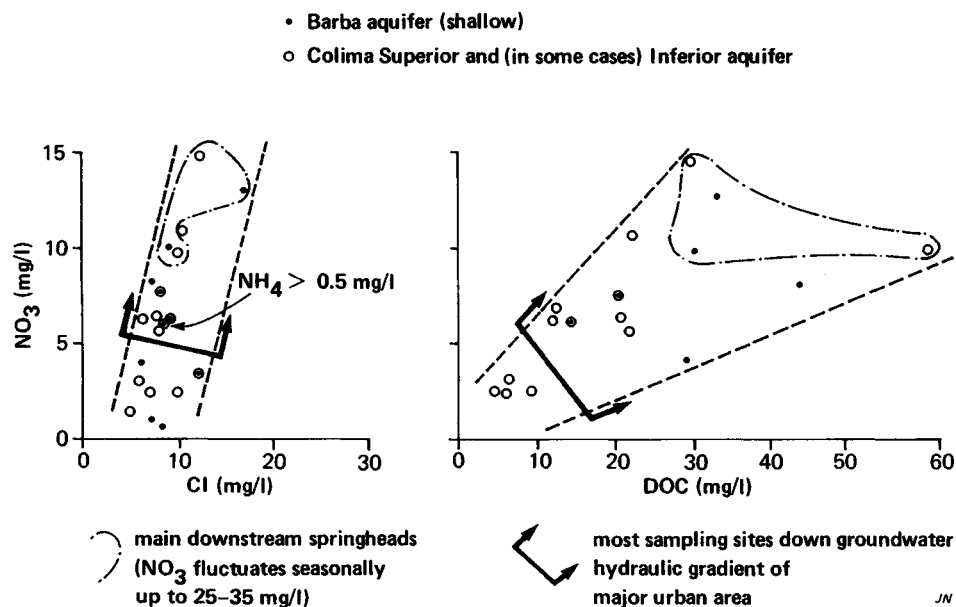 • Barba aquifer (shallow)
○ Colima Superior and (in some cases) Inferior aquifer
15
10
5
0
NO₃ (mg/l)
NH₄ > 0.5 mg/l
0
10
20
30
Cl (mg/l)
0
10
20
30
40
50
60
DOC (mg/l)
main downstream springheads
(NO₃ fluctuates seasonally
up to 25–35 mg/l)
most sampling sites down groundwater
hydraulic gradient of
major urban area
JN